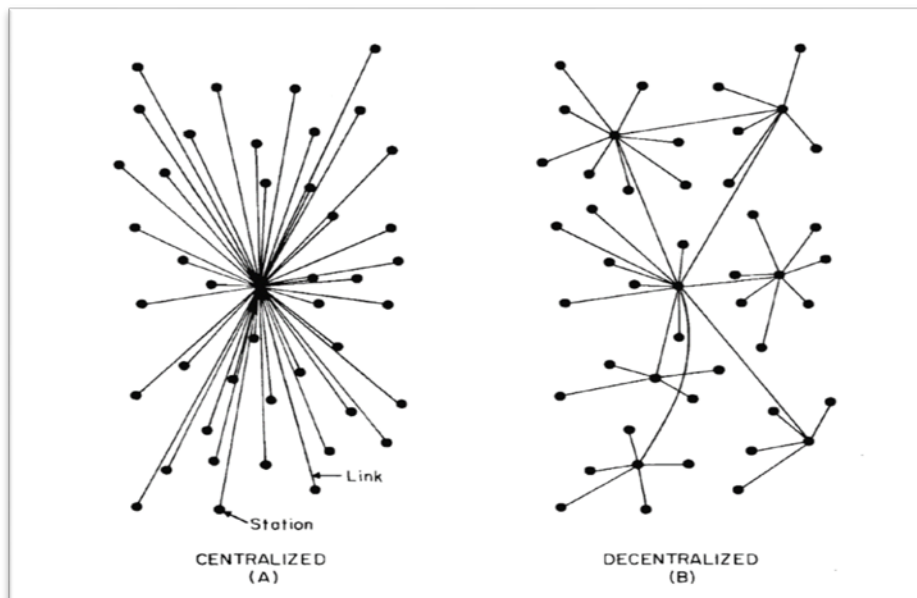 Link
Station
CENTRALIZED
(A)
DECENTRALIZED
(B)